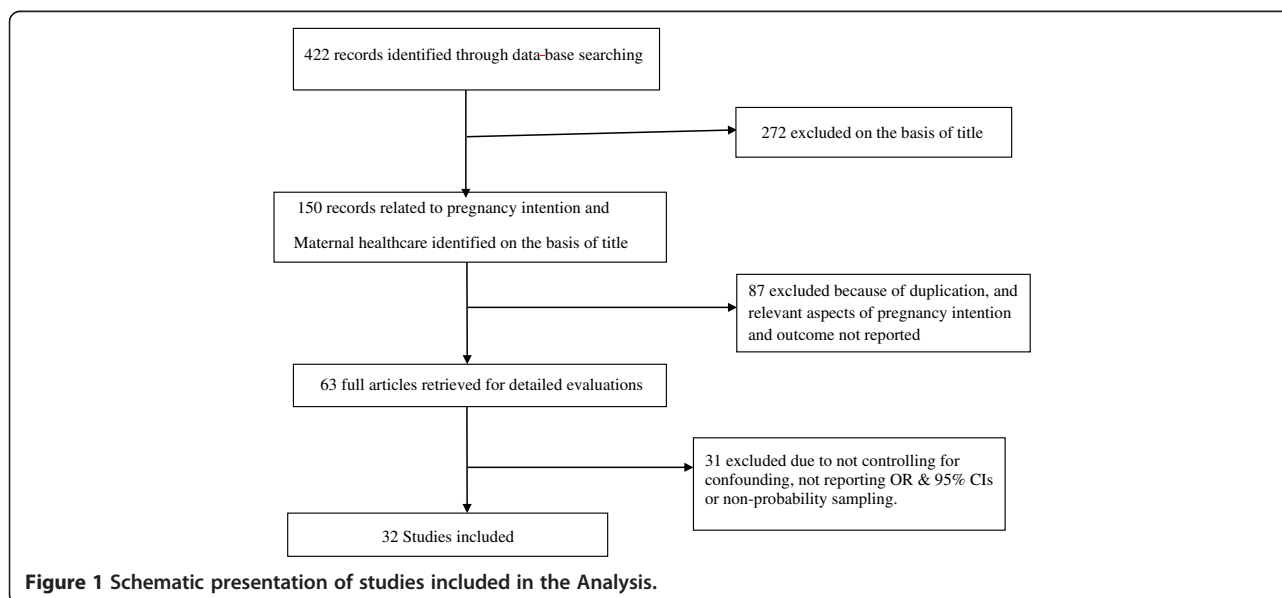 422 records identified through data-base searching
272 excluded on the basis of title
150 records related to pregnancy intention and
Maternal healthcare identified on the basis of title
87 excluded because of duplication, and
relevant aspects of pregnancy intention
and outcome not reported
63 full articles retrieved for detailed evaluations
31 excluded due to not controlling for
confounding, not reporting OR & 95% CIs
or non-probability sampling.
32 Studies included
Figure 1 Schematic presentation of studies included in the Analysis.